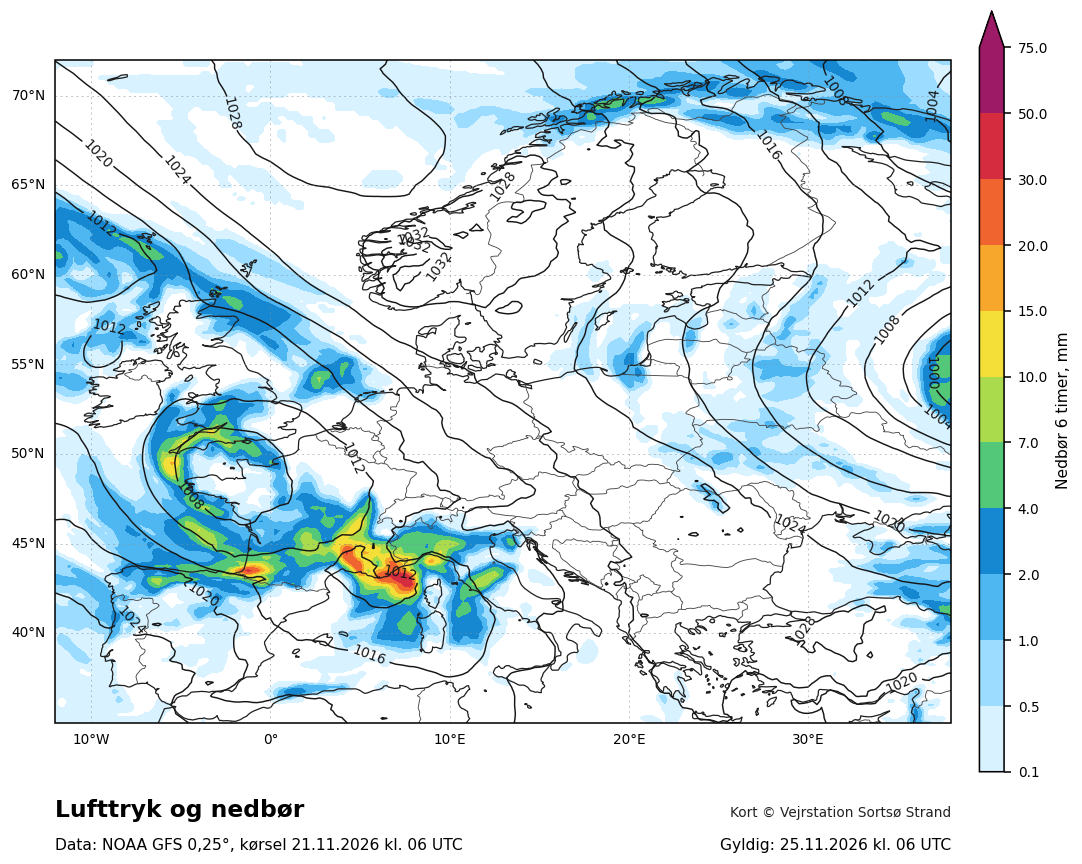 75.0
50.0
30.0
20.0
15.0
10.0
7.0
4.0
2.0
1.0
0.5
0.1
Nedbør 6 timer, mm
70°N
65°N
60°N
55°N
50°N
45°N
40°N
10°W
0°
10°E
20°E
30°E
1028
1008
1004
1020
1024
1016
1028
1012
1032
1032
1032
1012
1012
1008
1000
1004
1012
1008
1024
1020
1012
1020
1024
1016
1028
1020
Lufttryk og nedbør
Kort © Vejrstation Sortsø Strand
Data: NOAA GFS 0,25°, kørsel 21.11.2026 kl. 06 UTC
Gyldig: 25.11.2026 kl. 06 UTC